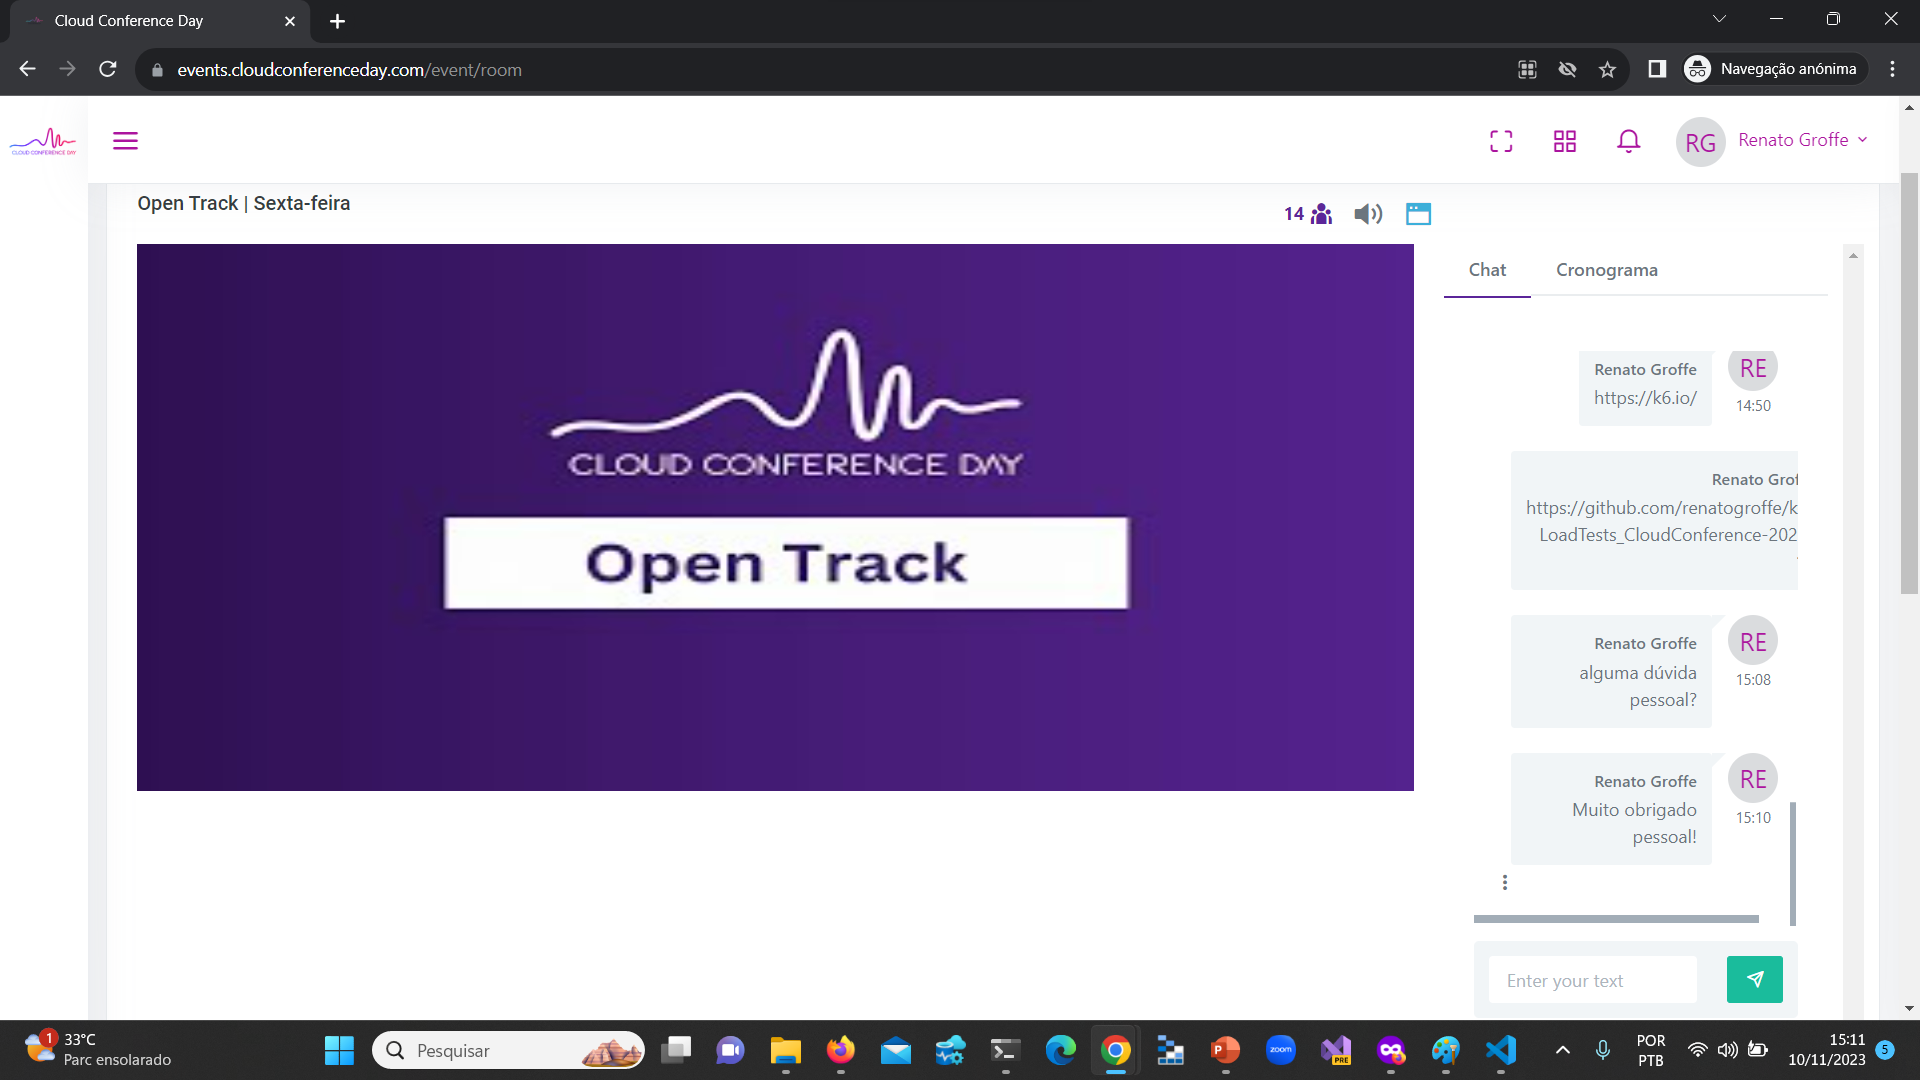 Cloud Conference Day
events.cloudconferenceday.com/event/room
Navegação anónima
CLOUD CONFERENCE DAY
RG
Renato Groffe
Open Track | Sexta-feira
14
CLOUD CONFERENCE DAY
Open Track
Chat
Cronograma
Renato Groffe
https://k6.io/
RE
14:50
Renato Grof
https://github.com/renatogroffe/k
LoadTests_CloudConference-202
Renato Groffe
alguma dúvida
pessoal?
RE
15:08
Renato Groffe
Muito obrigado
pessoal!
RE
15:10
Enter your text
1
33°C
Parc ensolarado
Pesquisar
zoom
PRE
POR
PTB
15:11
10/11/2023
5